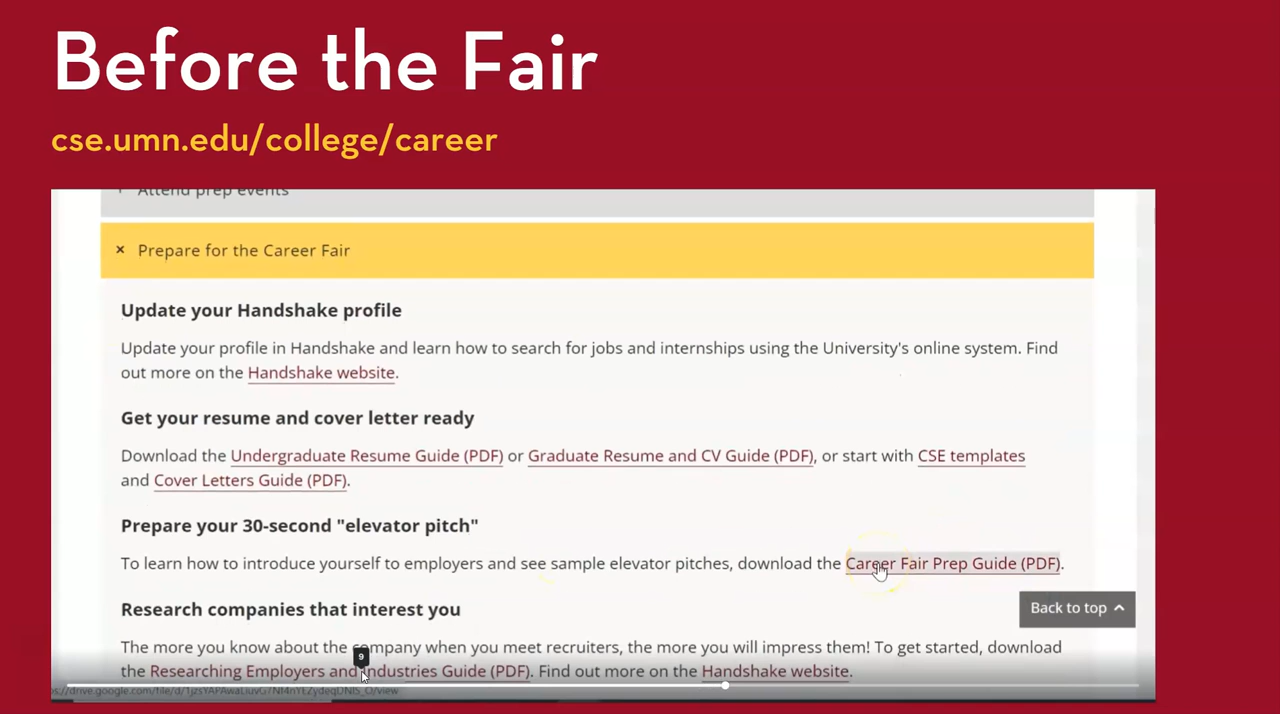 Before the Fair
cse.umn.edu/college/career
+ Attend prep events
× Prepare for the Career Fair
Update your Handshake profile
Update your profile in Handshake and learn how to search for jobs and internships using the University's online system. Find
out more on the Handshake website.
Get your resume and cover letter ready
Download the Undergraduate Resume Guide (PDF) or Graduate Resume and CV Guide (PDF), or start with CSE templates
and Cover Letters Guide (PDF).
Prepare your 30-second "elevator pitch"
To learn how to introduce yourself to employers and see sample elevator pitches, download the Career Fair Prep Guide (PDF).
Research companies that interest you
Back to top
The more you know about the company when you meet recruiters, the more you will impress them! To get started, download
9
the Researching Employers and Industries Guide (PDF). Find out more on the Handshake website.